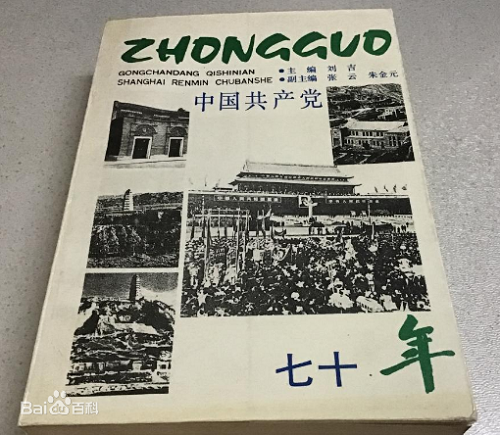 ZHONGGUO
GONGCHANDANG QISHINIAN
SHANGHAI RENMIN CHUBANSHE
•主编 刘吉
•副主编 张云 朱金元
中国共产党
七十年
Bai百科